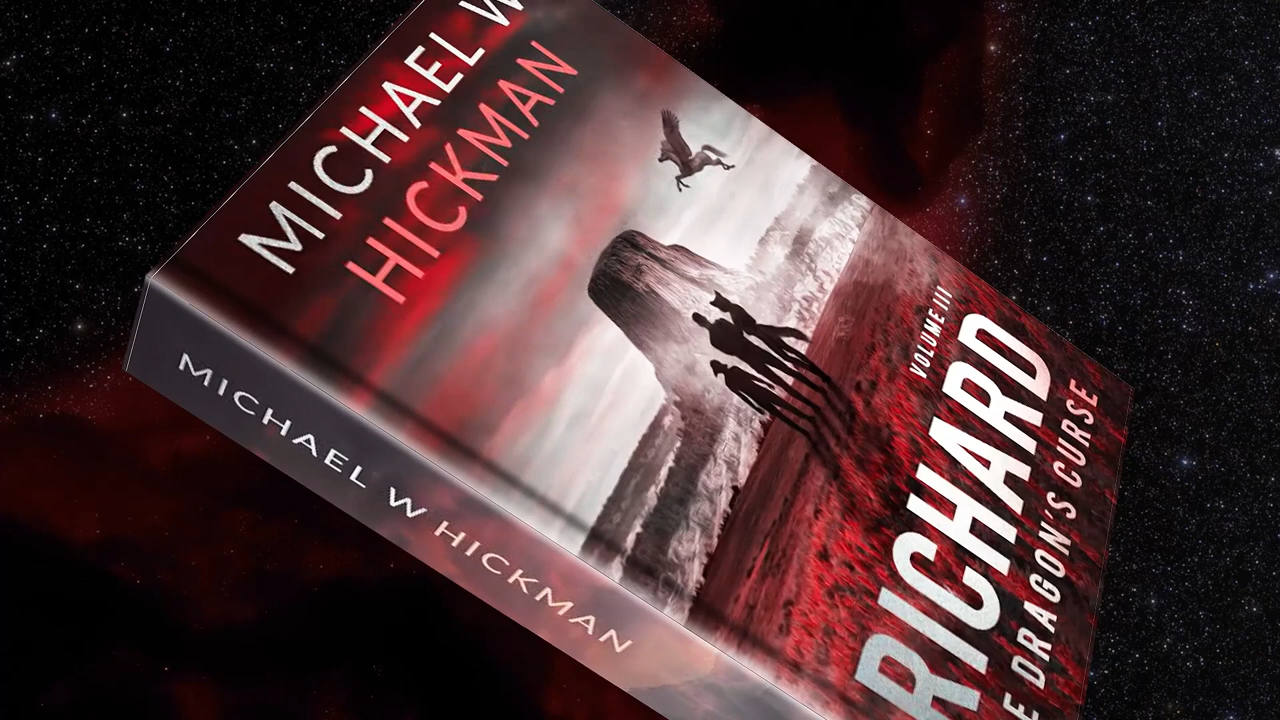 MICHAEL W
HICKMAN
VOLUME III
RICHARD
E DRAGON'S CURSE
MICHAEL W HICKMAN